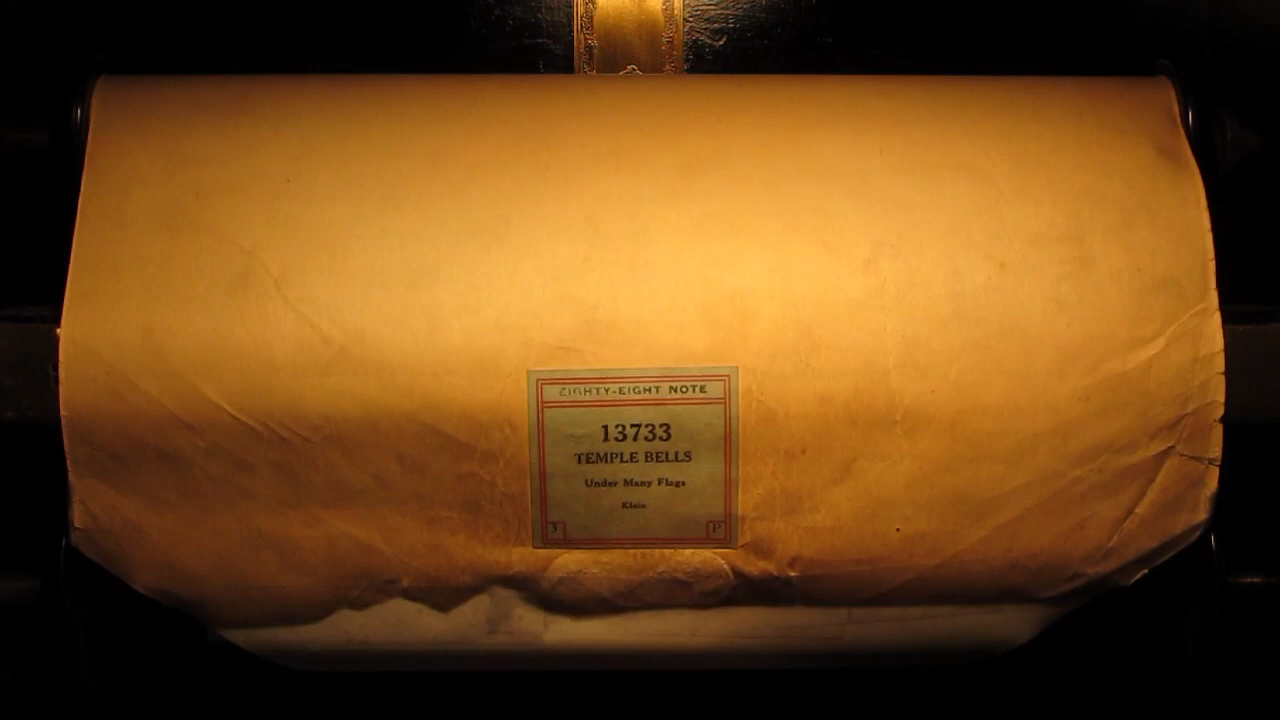 EIGHTY-EIGHT NOTE
13733
TEMPLE BELLS
Under Many Flags
Klein
P